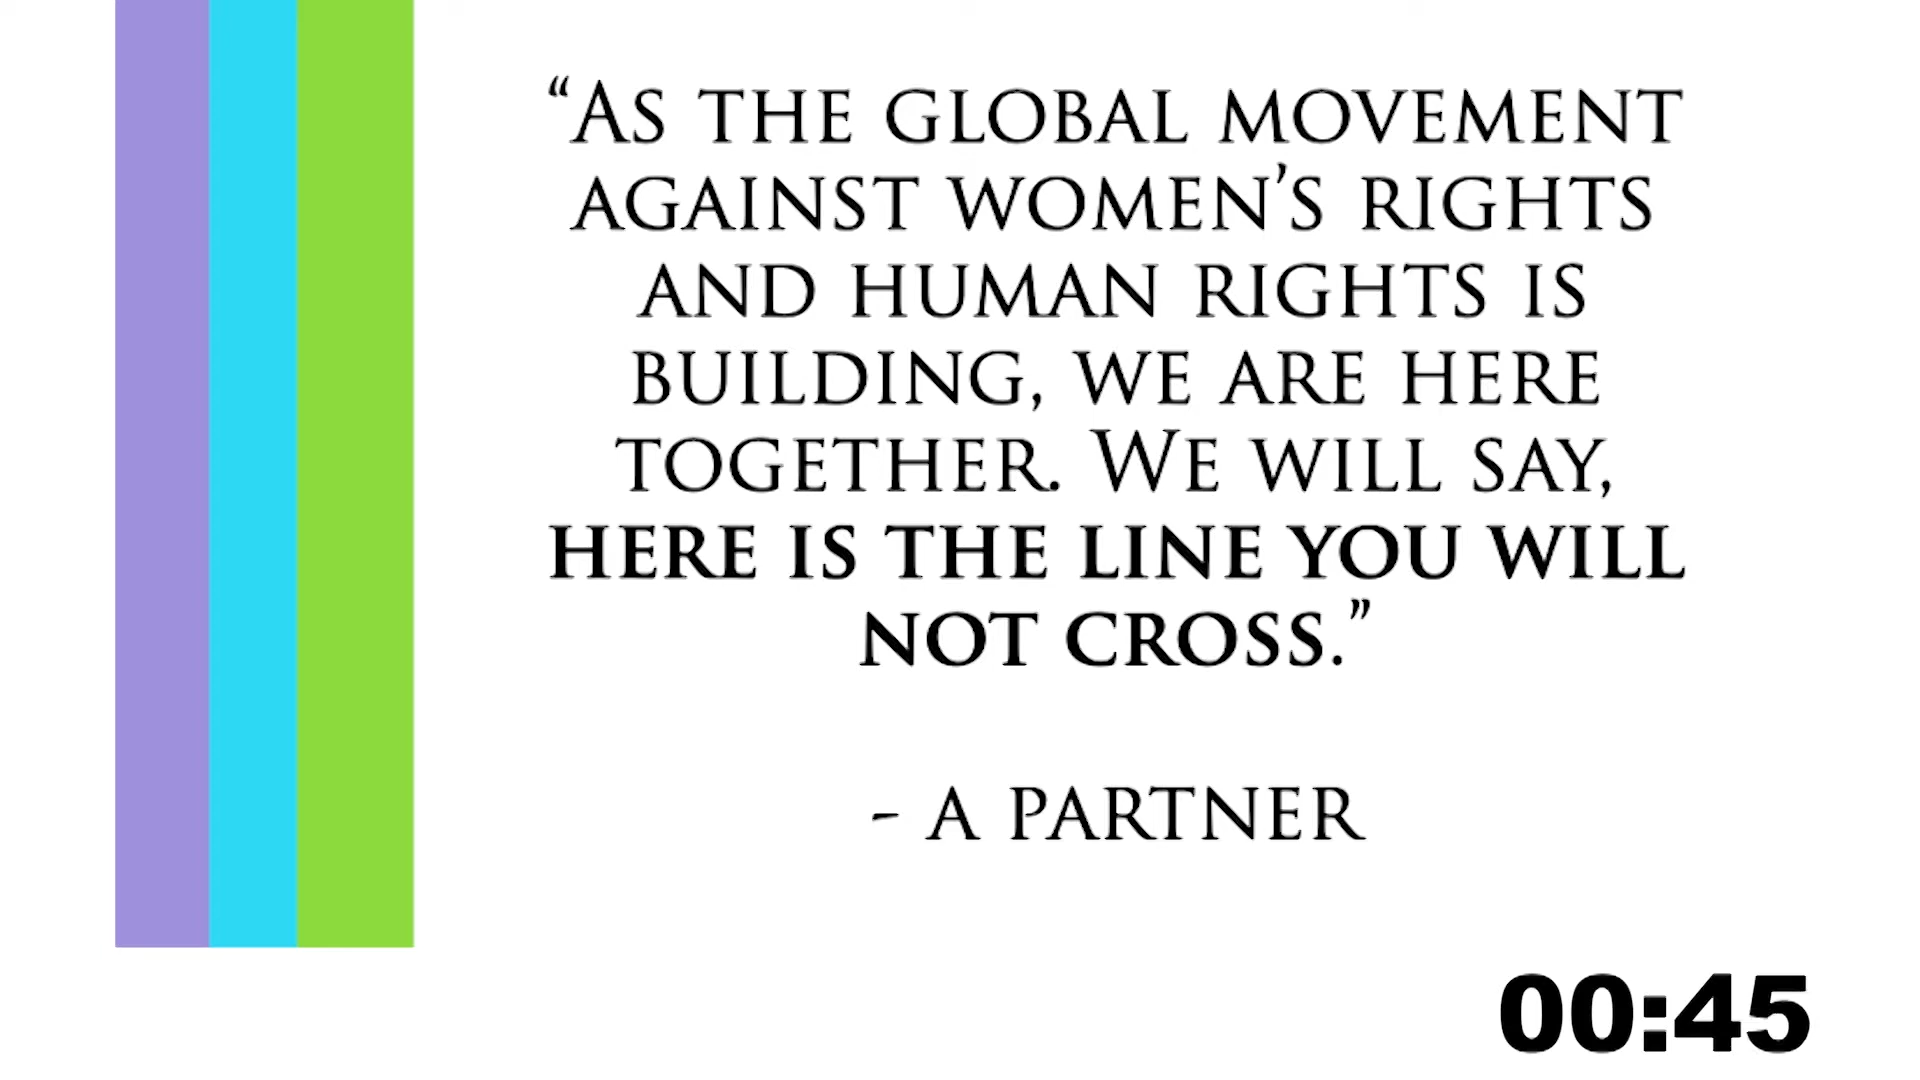 “As the global movement
against women’s rights
and human rights is
building, we are here
together. We will say,
here is the line you will
not cross.”
- a partner
00:45